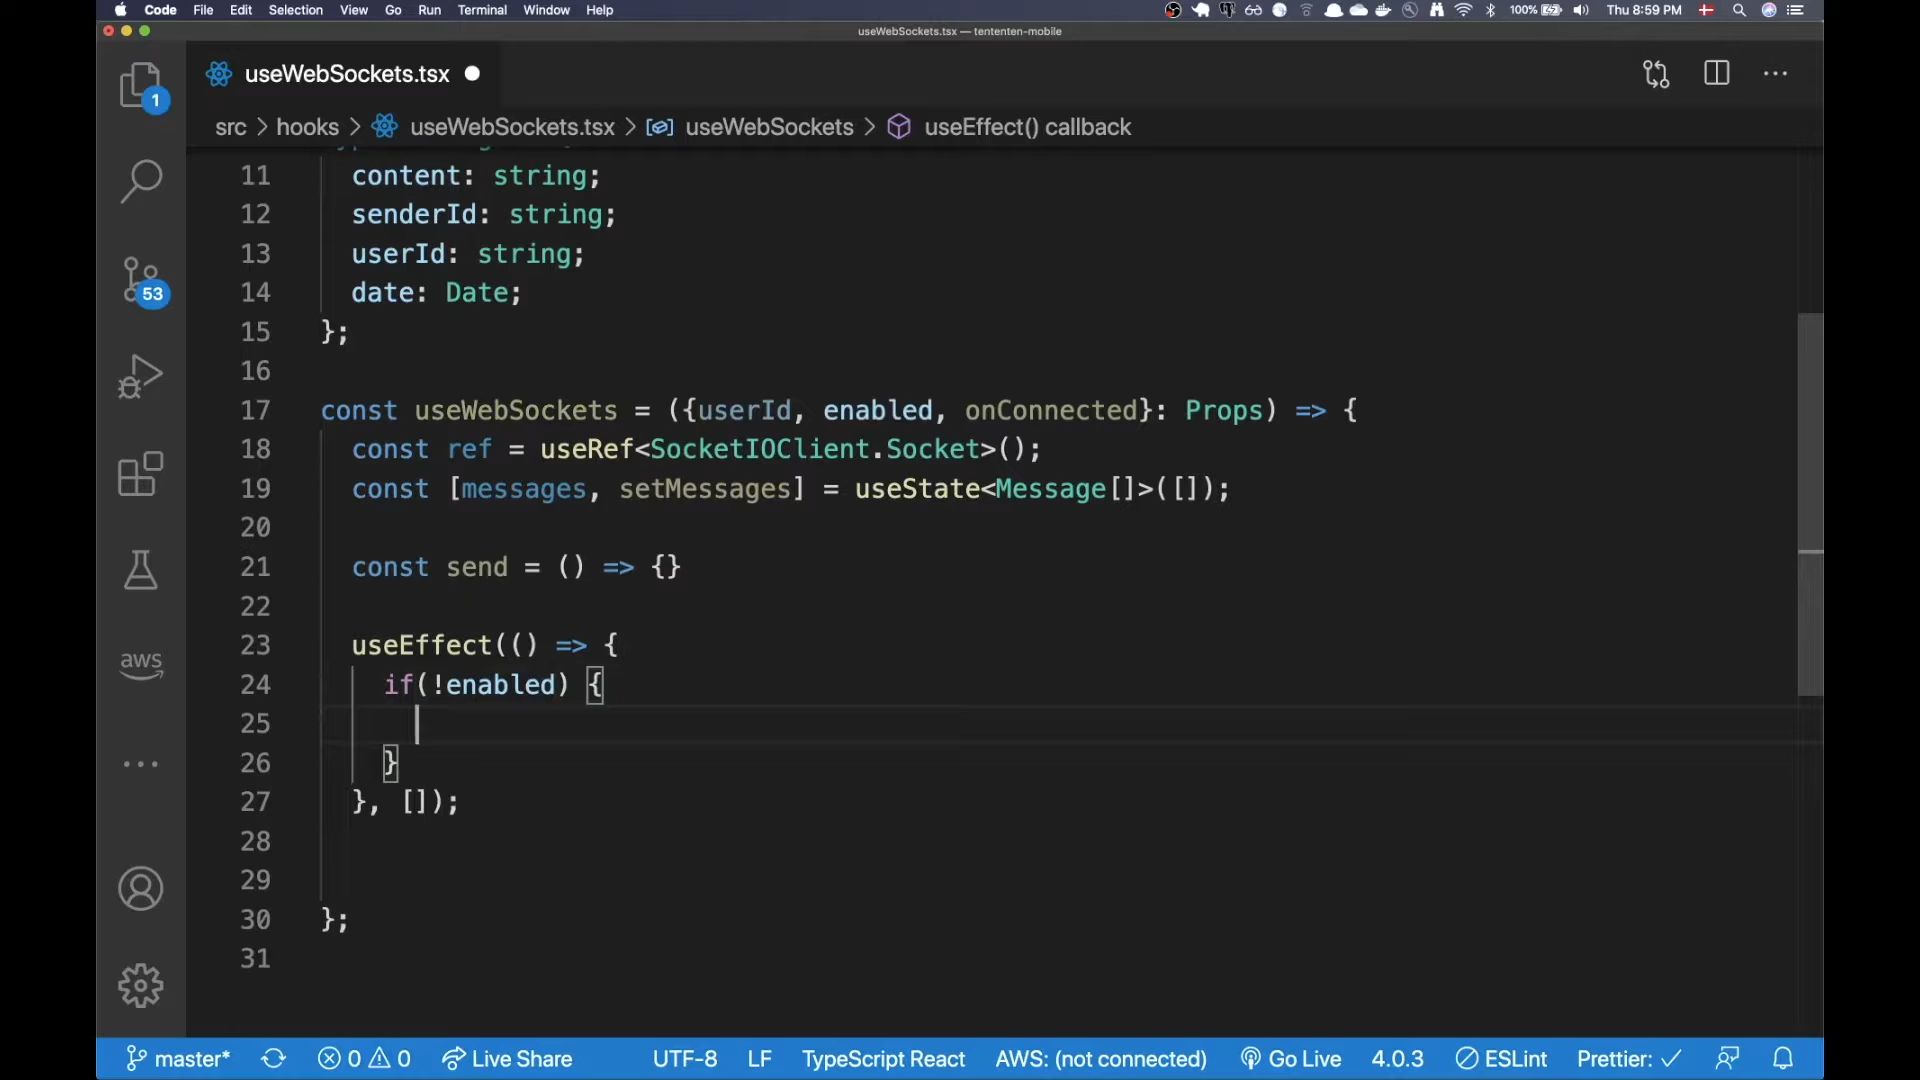 Code File Edit Selection View Go Run Terminal Window Help 100% Thu 8:59 PM
useWebSockets.tsx — tententen-mobile
useWebSockets.tsx
1
src > hooks > useWebSockets.tsx > useWebSockets > useEffect() callback
11 content: string;
12 senderId: string;
13 userId: string;
53
14 date: Date;
15 };
16
17 const useWebSockets = ({userId, enabled, onConnected}: Props) => {
18 const ref = useRef<SocketIOClient.Socket>();
19 const [messages, setMessages] = useState<Message[]>([]);
20
21 const send = () => {}
22
23 useEffect(() => {
aws
24 if(!enabled) {
25
26 }
27 }, []);
28
29
30 };
31
master* 0 0 Live Share UTF-8 LF TypeScript React AWS: (not connected) Go Live 4.0.3 ESLint Prettier: ✓